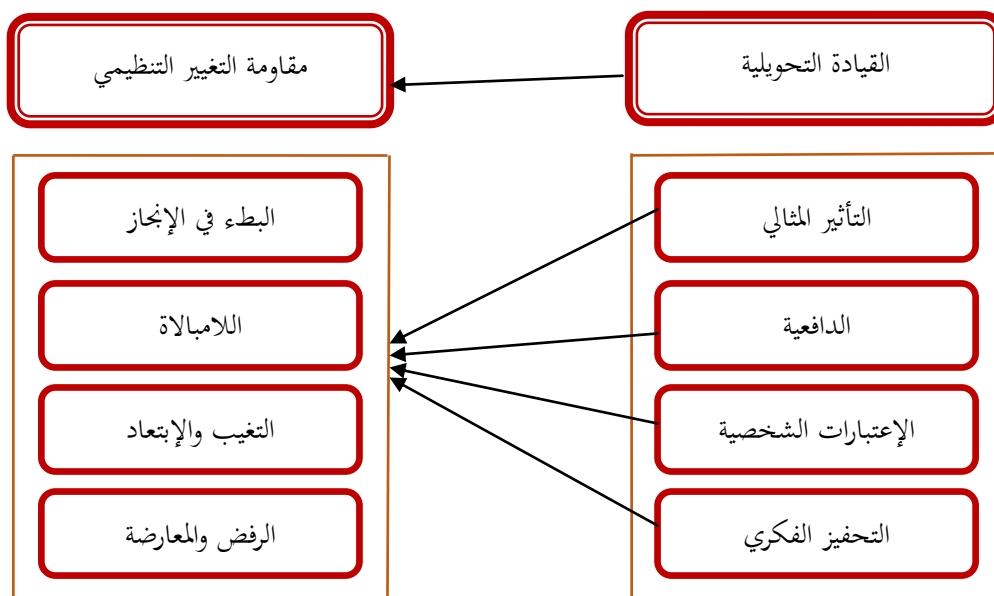 القيادة التحويلية
مقاومة التغيير التنظيمي
التأثير المثالي
الدافعية
الإعتبارات الشخصية
التحفيز الفكري
البطء في الإنجاز
اللامبالاة
التغيب والإبتعاد
الرفض والمعارضة